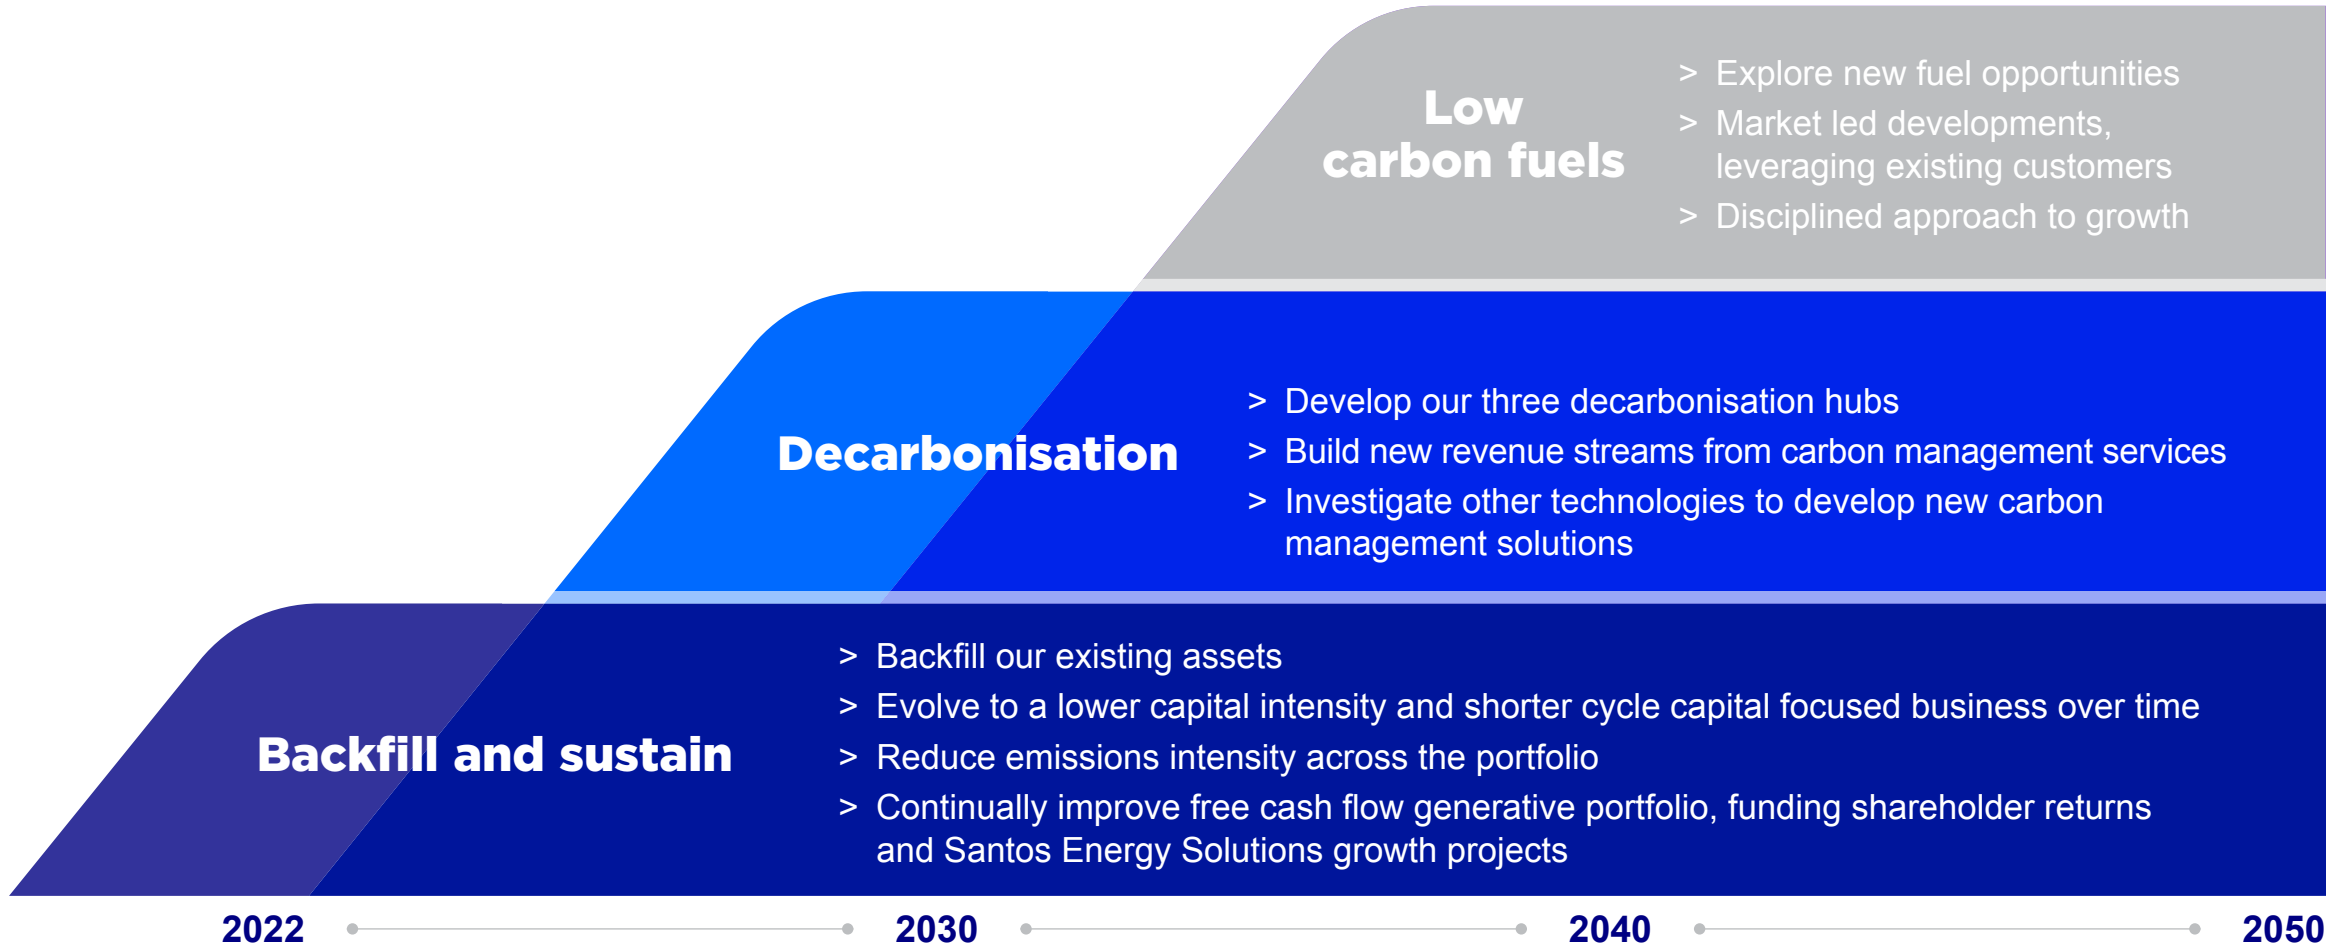 Low
carbon fuels
> Explore new fuel opportunities
> Market led developments,
leveraging existing customers
> Disciplined approach to growth
Decarbonisation
> Develop our three decarbonisation hubs
> Build new revenue streams from carbon management services
> Investigate other technologies to develop new carbon
management solutions
Backfill and sustain
> Backfill our existing assets
> Evolve to a lower capital intensity and shorter cycle capital focused business over time
> Reduce emissions intensity across the portfolio
> Continually improve free cash flow generative portfolio, funding shareholder returns
and Santos Energy Solutions growth projects
2022 2030 2040 2050